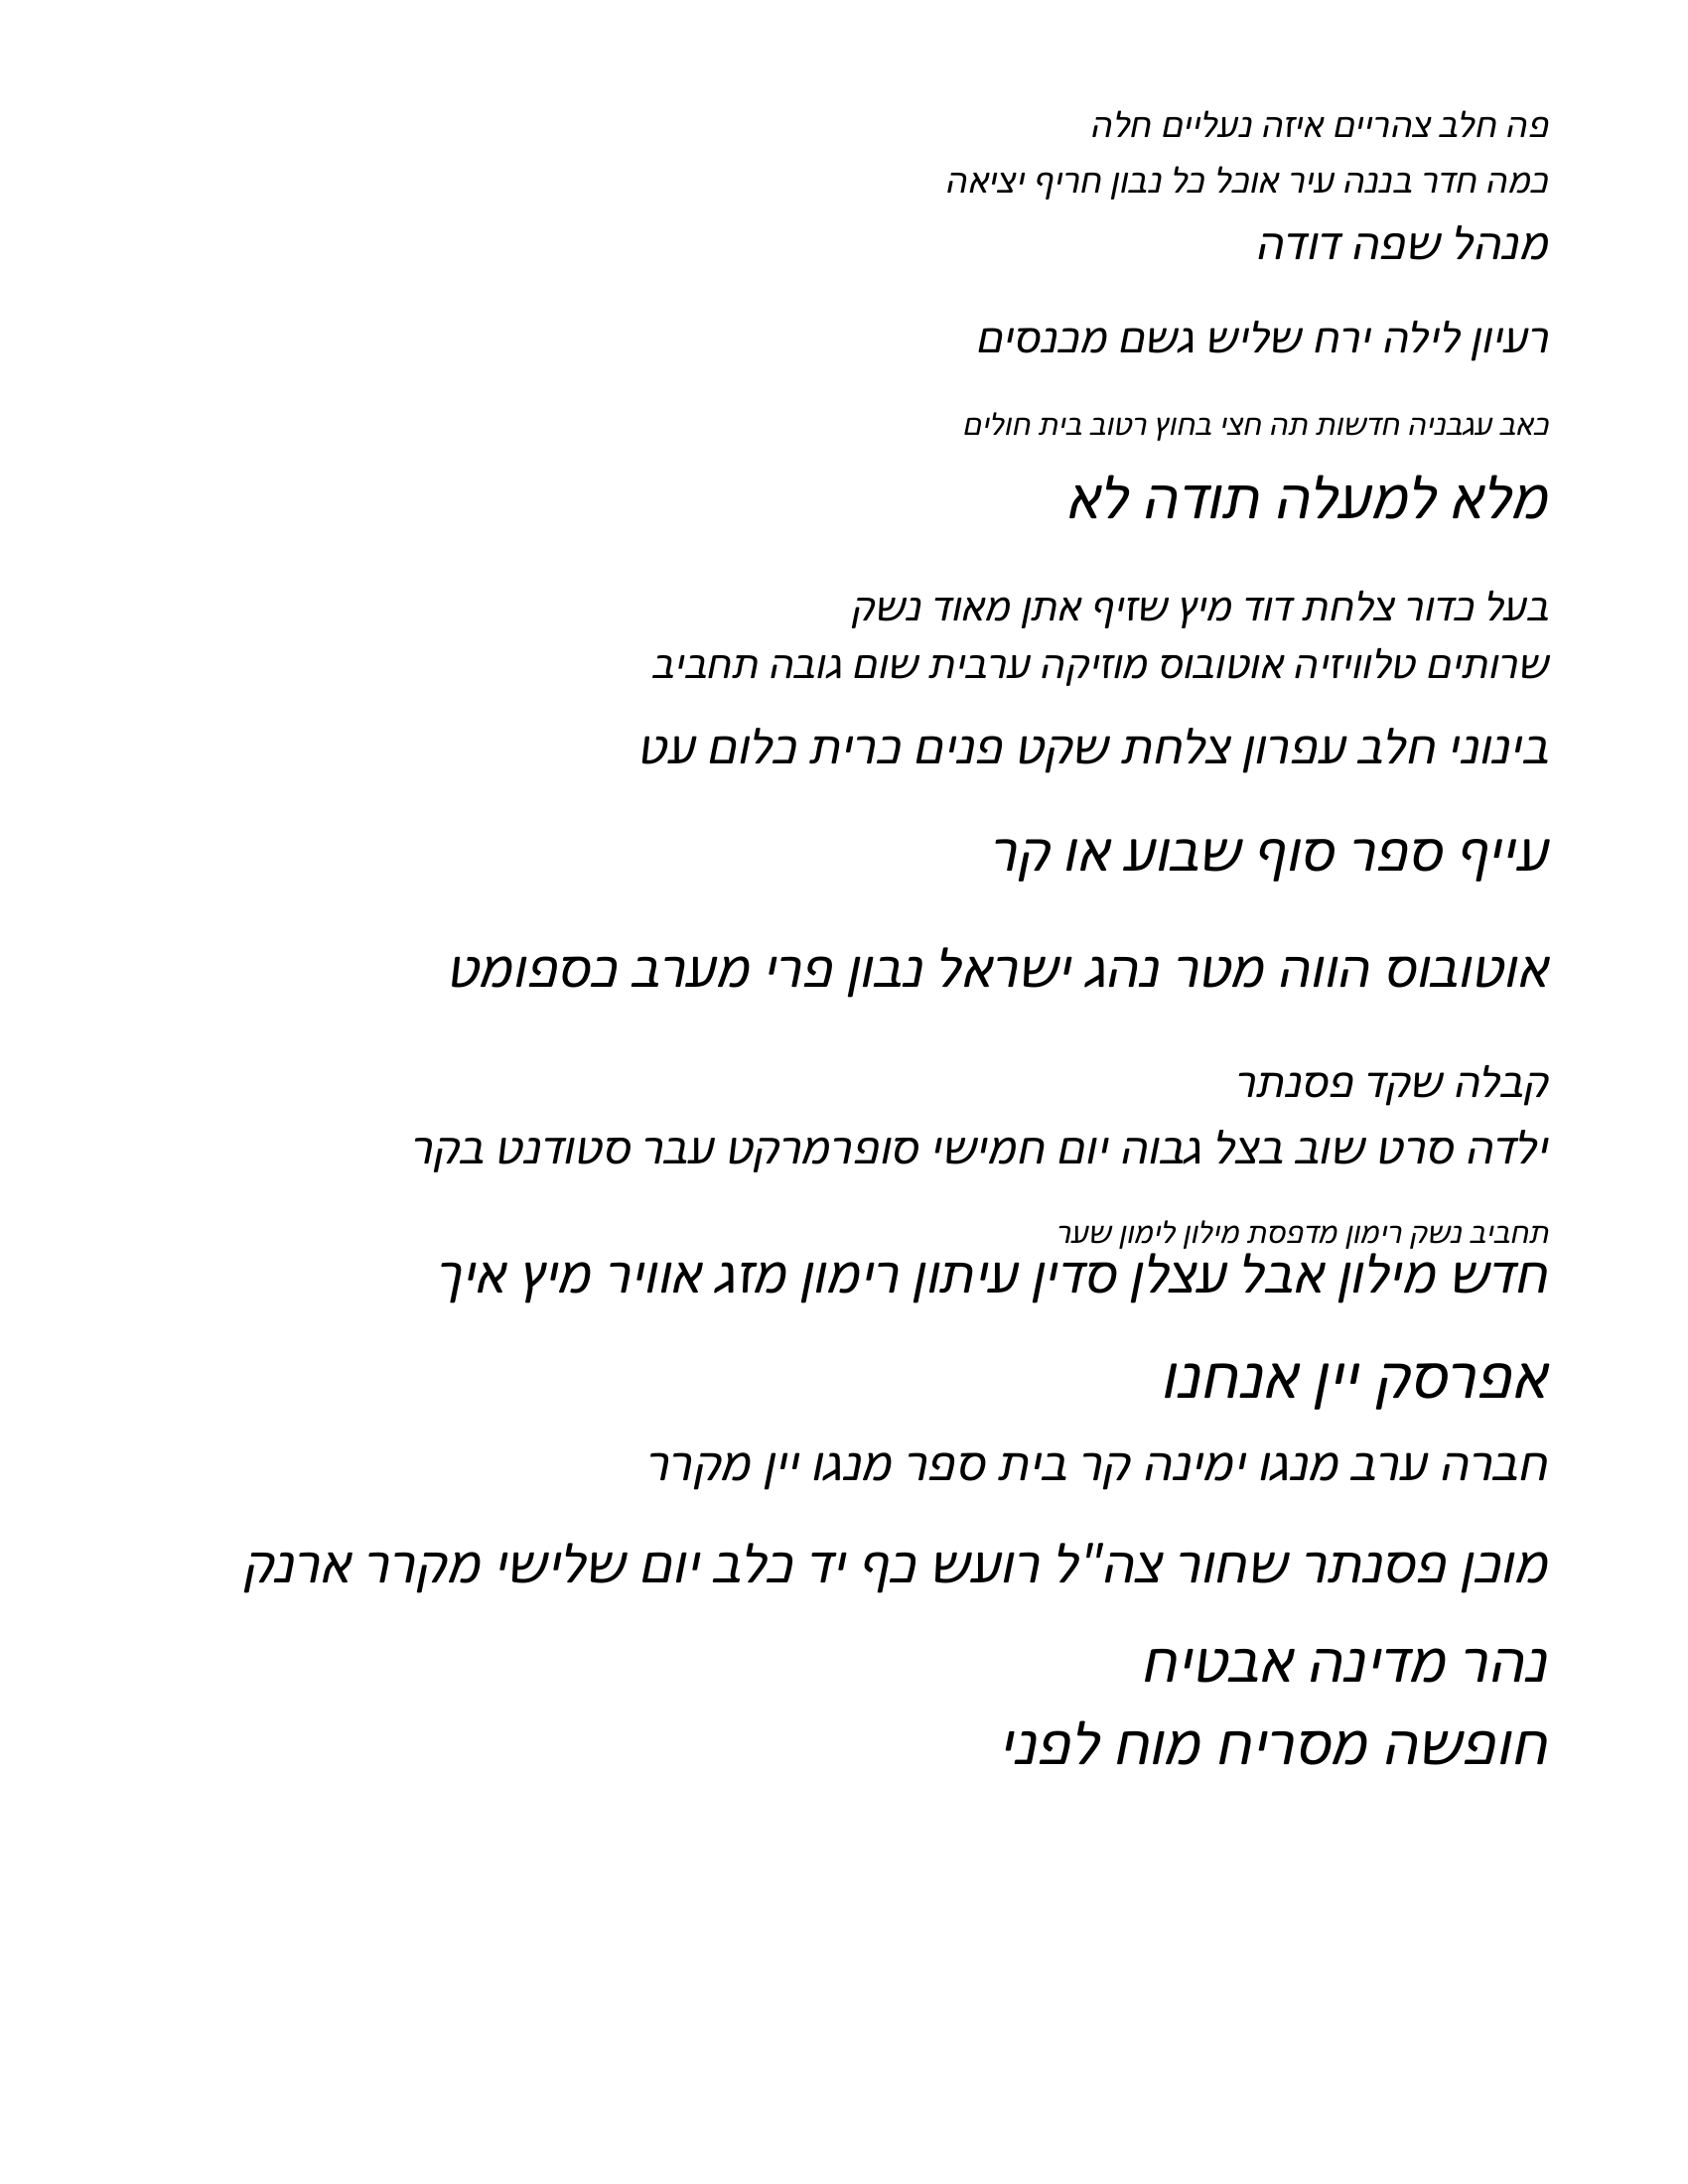 פה חלב צהריים איזה נעליים חלה
כמה חדר בננה עיר אוכל כל נבון חריף יציאה
מנהל שפה דודה
רעיון לילה ירח שליש גשם מכנסים
כאב עגבניה חדשות תה חצי בחוץ רטוב בית חולים
מלא למעלה תודה לא
בעל כדור צלחת דוד מיץ שזיף אתן מאוד נשק
שרותים טלוויזיה אוטובוס מוזיקה ערבית שום גובה תחביב
בינוני חלב עפרון צלחת שקט פנים כרית כלום עט
עייף ספר סוף שבוע או קר
אוטובוס הווה מטר נהג ישראל נבון פרי מערב כספומט
קבלה שקד פסנתר
ילדה סרט שוב בצל גבוה יום חמישי סופרמרקט עבר סטודנט בקר
תחביב נשק רימון מדפסת מילון לימון שער
חדש מילון אבל עצלן סדין עיתון רימון מזג אוויר מיץ איך
אפרסק יין אנחנו
חברה ערב מנגו ימינה קר בית ספר מנגו יין מקרר
מוכן פסנתר שחור צה"ל רועש כף יד כלב יום שלישי מקרר ארנק
נהר מדינה אבטיח
חופשה מסריח מוח לפני